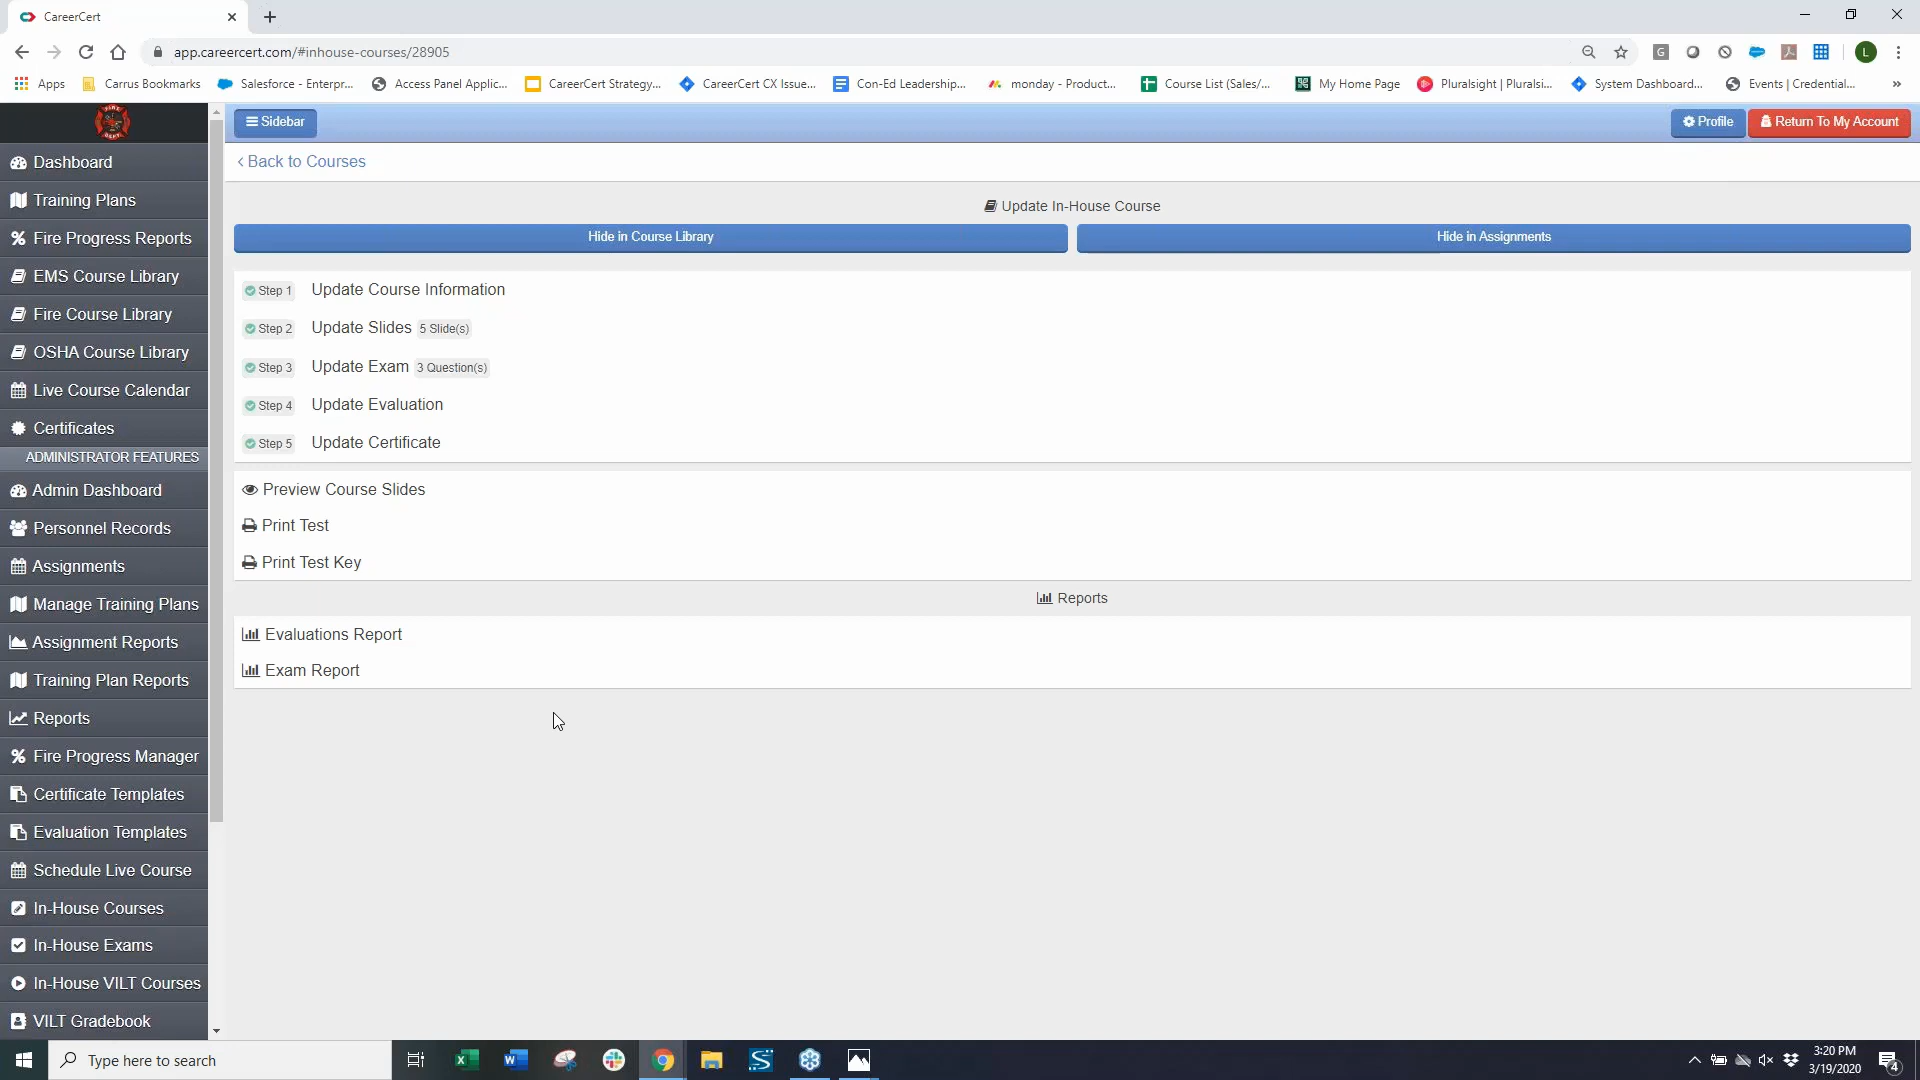 CareerCert
app.careercert.com/#inhouse-courses/28905
Apps
Carrus Bookmarks
Salesforce - Enterpr...
Access Panel Applic...
CareerCert Strategy...
CareerCert CX Issue...
Con-Ed Leadership...
monday - Product...
Course List (Sales/...
My Home Page
Pluralsight | Pluralsi...
System Dashboard...
Events | Credential...
Sidebar
Profile
Return To My Account
Back to Courses
Update In-House Course
Hide in Course Library
Hide in Assignments
Step 1 Update Course Information
Step 2 Update Slides 5 Slide(s)
Step 3 Update Exam 3 Question(s)
Step 4 Update Evaluation
Step 5 Update Certificate
Preview Course Slides
Print Test
Print Test Key
Reports
Evaluations Report
Exam Report
Dashboard
Training Plans
Fire Progress Reports
EMS Course Library
Fire Course Library
OSHA Course Library
Live Course Calendar
Certificates
ADMINISTRATOR FEATURES
Admin Dashboard
Personnel Records
Assignments
Manage Training Plans
Assignment Reports
Training Plan Reports
Reports
Fire Progress Manager
Certificate Templates
Evaluation Templates
Schedule Live Course
In-House Courses
In-House Exams
In-House VILT Courses
VILT Gradebook
Type here to search
3:20 PM
3/19/2020
4